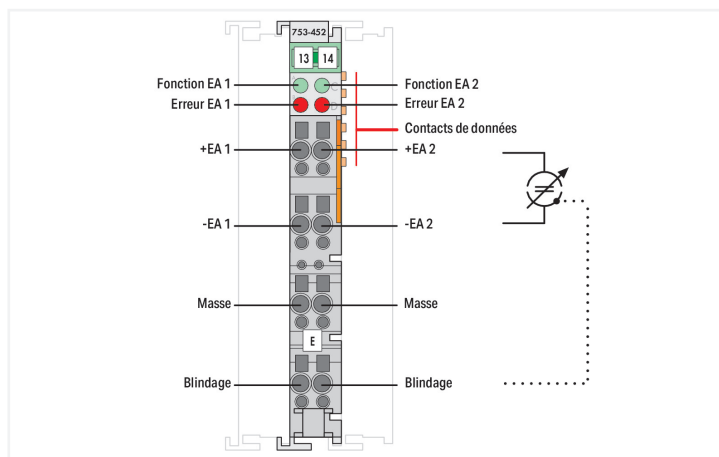 753-452
13 14
Fonction EA 1
Fonction EA 2
Erreur EA 1
Erreur EA 2
Contacts de données
+EA 1
+EA 2
-EA 1
-EA 2
Masse
Masse
E
Blindage
Blindage